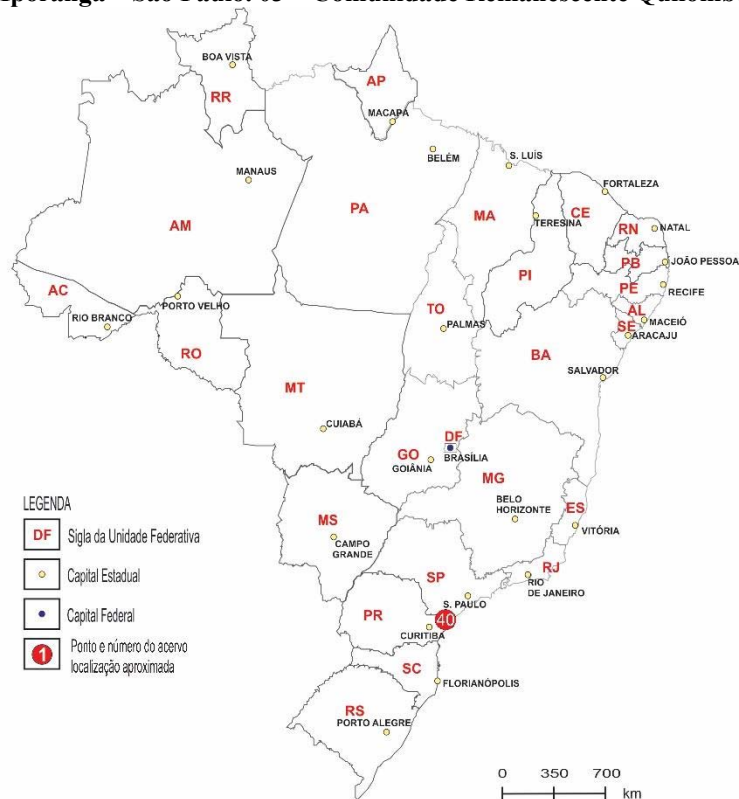 Iporanga – São Paulo. 03 – Comunidade Remanescente Quilombo
BOA VISTA
RR
AP
MACAPÁ
BELÉM
S. LUÍS
FORTALEZA
MANAUS
AM
PA
MA
TERESINA
CE
RN
NATAL
PB
JOÃO PESSOA
PI
PE
RECIFE
AC
RIO BRANCO
PORTO VELHO
TO
PALMAS
AL
MACEIÓ
SE
ARACAJU
RO
BA
SALVADOR
MT
CUIABÁ
GO
GOIÂNIA
DF
BRASÍLIA
MG
BELO
HORIZONTE
ES
VITÓRIA
MS
CAMPO
GRANDE
SP
S. PAULO
RJ
RIO
DE JANEIRO
PR
CURITIBA
40
SC
FLORIANÓPOLIS
RS
PORTO ALEGRE
LEGENDA
DF Sigla da Unidade Federativa
Capital Estadual
Capital Federal
1 Ponto e número do acervo
localização aproximada
0 350 700
km